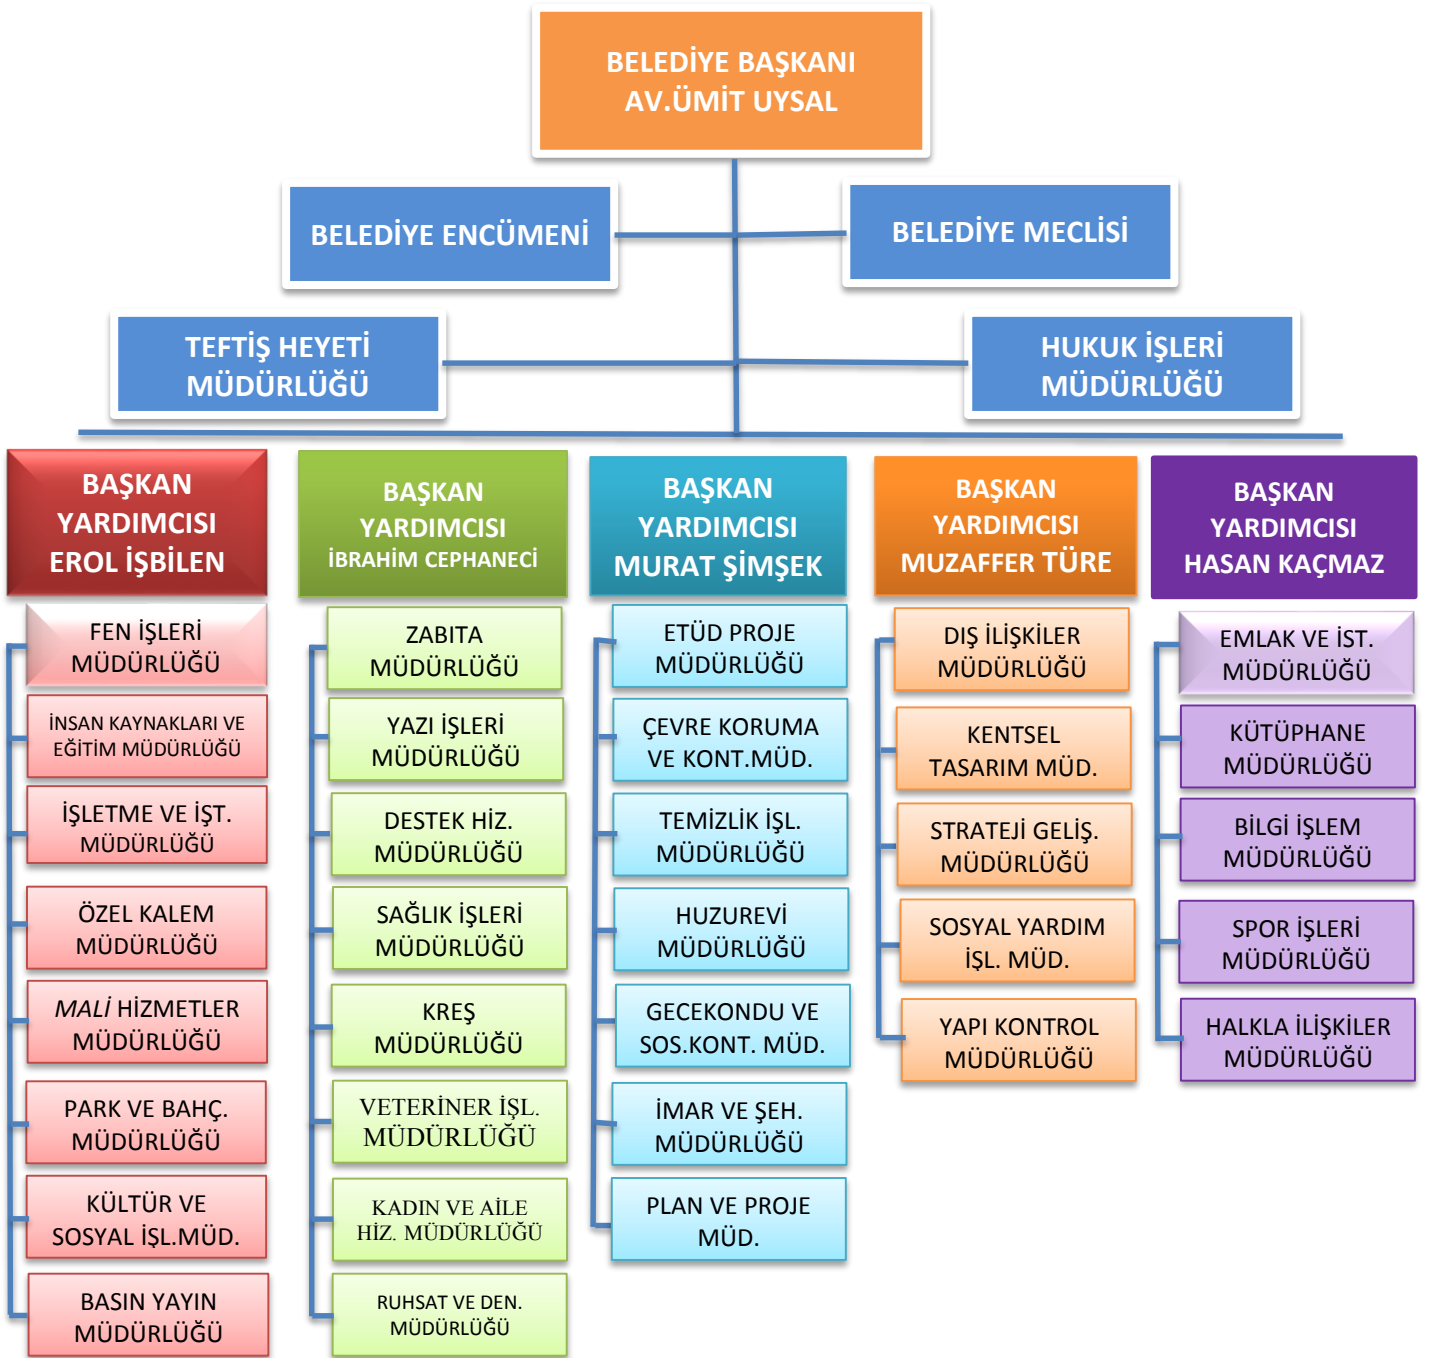 BELEDİYE BAŞKANI
AV.ÜMİT UYSAL
BELEDİYE ENCÜMENİ
BELEDİYE MECLİSİ
TEFTİŞ HEYETİ
MÜDÜRLÜĞÜ
HUKUK İŞLERİ
MÜDÜRLÜĞÜ
BAŞKAN
YARDIMCISI
EROL İŞBİLEN
FEN İŞLERİ
MÜDÜRLÜĞÜ
İNSAN KAYNAKLARI VE
EĞİTİM MÜDÜRLÜĞÜ
İŞLETME VE İŞT.
MÜDÜRLÜĞÜ
ÖZEL KALEM
MÜDÜRLÜĞÜ
MALİ HİZMETLER
MÜDÜRLÜĞÜ
PARK VE BAHÇ.
MÜDÜRLÜĞÜ
KÜLTÜR VE
SOSYAL İŞL.MÜD.
BASIN YAYIN
MÜDÜRLÜĞÜ
BAŞKAN
YARDIMCISI
İBRAHİM CEPHANECİ
ZABITA
MÜDÜRLÜĞÜ
YAZI İŞLERİ
MÜDÜRLÜĞÜ
DESTEK HİZ.
MÜDÜRLÜĞÜ
SAĞLIK İŞLERİ
MÜDÜRLÜĞÜ
KREŞ
MÜDÜRLÜĞÜ
VETERİNER İŞL.
MÜDÜRLÜĞÜ
KADIN VE AİLE
HİZ. MÜDÜRLÜĞÜ
RUHSAT VE DEN.
MÜDÜRLÜĞÜ
BAŞKAN
YARDIMCISI
MURAT ŞİMŞEK
ETÜD PROJE
MÜDÜRLÜĞÜ
ÇEVRE KORUMA
VE KONT.MÜD.
TEMİZLİK İŞL.
MÜDÜRLÜĞÜ
HUZUREVİ
MÜDÜRLÜĞÜ
GECEKONDU VE
SOS.KONT. MÜD.
İMAR VE ŞEH.
MÜDÜRLÜĞÜ
PLAN VE PROJE
MÜD.
BAŞKAN
YARDIMCISI
MUZAFFER TÜRE
DIŞ İLİŞKİLER
MÜDÜRLÜĞÜ
KENTSEL
TASARIM MÜD.
STRATEJİ GELİŞ.
MÜDÜRLÜĞÜ
SOSYAL YARDIM
İŞL. MÜD.
YAPI KONTROL
MÜDÜRLÜĞÜ
BAŞKAN
YARDIMCISI
HASAN KAÇMAZ
EMLAK VE İST.
MÜDÜRLÜĞÜ
KÜTÜPHANE
MÜDÜRLÜĞÜ
BİLGİ İŞLEM
MÜDÜRLÜĞÜ
SPOR İŞLERİ
MÜDÜRLÜĞÜ
HALKLA İLİŞKİLER
MÜDÜRLÜĞÜ